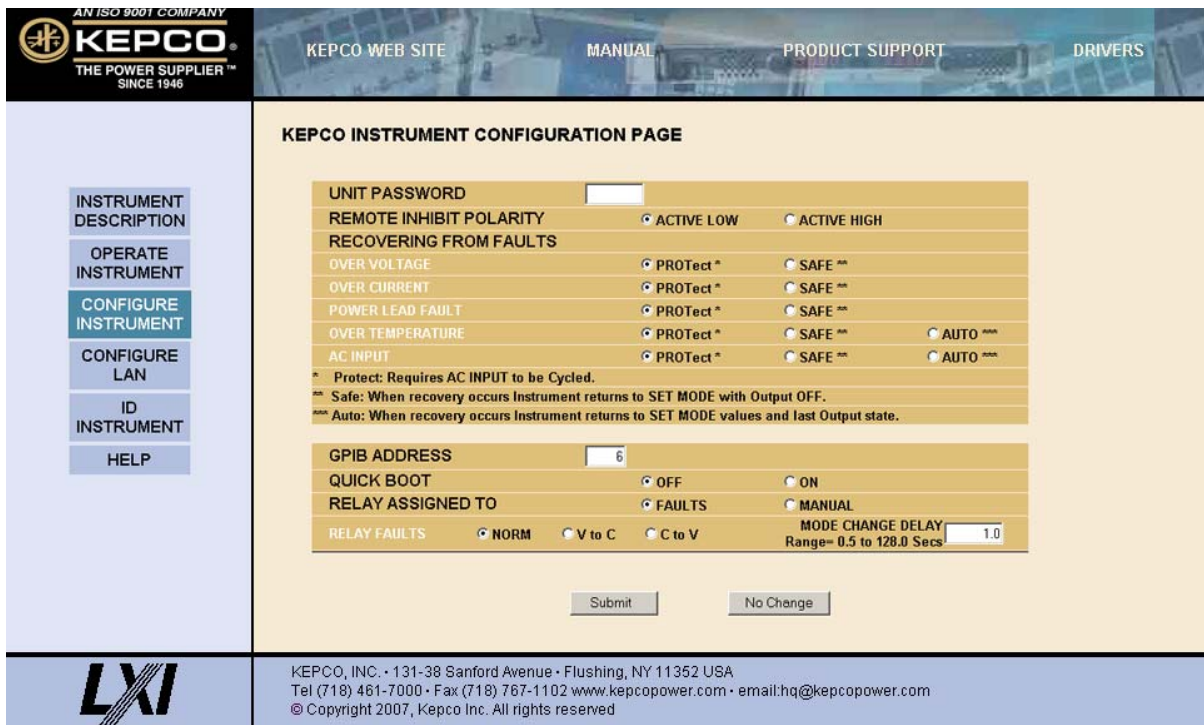 AN ISO 9001 COMPANY
KEPCO®
THE POWER SUPPLIER™
SINCE 1946
KEPCO WEB SITE MANUAL PRODUCT SUPPORT DRIVERS
INSTRUMENT
DESCRIPTION
OPERATE
INSTRUMENT
CONFIGURE
INSTRUMENT
CONFIGURE
LAN
ID
INSTRUMENT
HELP
KEPCO INSTRUMENT CONFIGURATION PAGE
UNIT PASSWORD
REMOTE INHIBIT POLARITY ACTIVE LOW ACTIVE HIGH
RECOVERING FROM FAULTS
OVER VOLTAGE PROTect * SAFE **
OVER CURRENT PROTect * SAFE **
POWER LEAD FAULT PROTect * SAFE **
OVER TEMPERATURE PROTect * SAFE ** AUTO ***
AC INPUT PROTect * SAFE ** AUTO ***
* Protect: Requires AC INPUT to be Cycled.
** Safe: When recovery occurs Instrument returns to SET MODE with Output OFF.
*** Auto: When recovery occurs Instrument returns to SET MODE values and last Output state.
GPIB ADDRESS 6
QUICK BOOT OFF ON
RELAY ASSIGNED TO FAULTS MANUAL
RELAY FAULTS NORM V to C C to V MODE CHANGE DELAY
Range= 0.5 to 128.0 Secs 1.0
Submit No Change
LXI
KEPCO, INC. • 131-38 Sanford Avenue • Flushing, NY 11352 USA
Tel (718) 461-7000 • Fax (718) 767-1102 www.kepcopower.com • email:hq@kepcopower.com
© Copyright 2007, Kepco Inc. All rights reserved